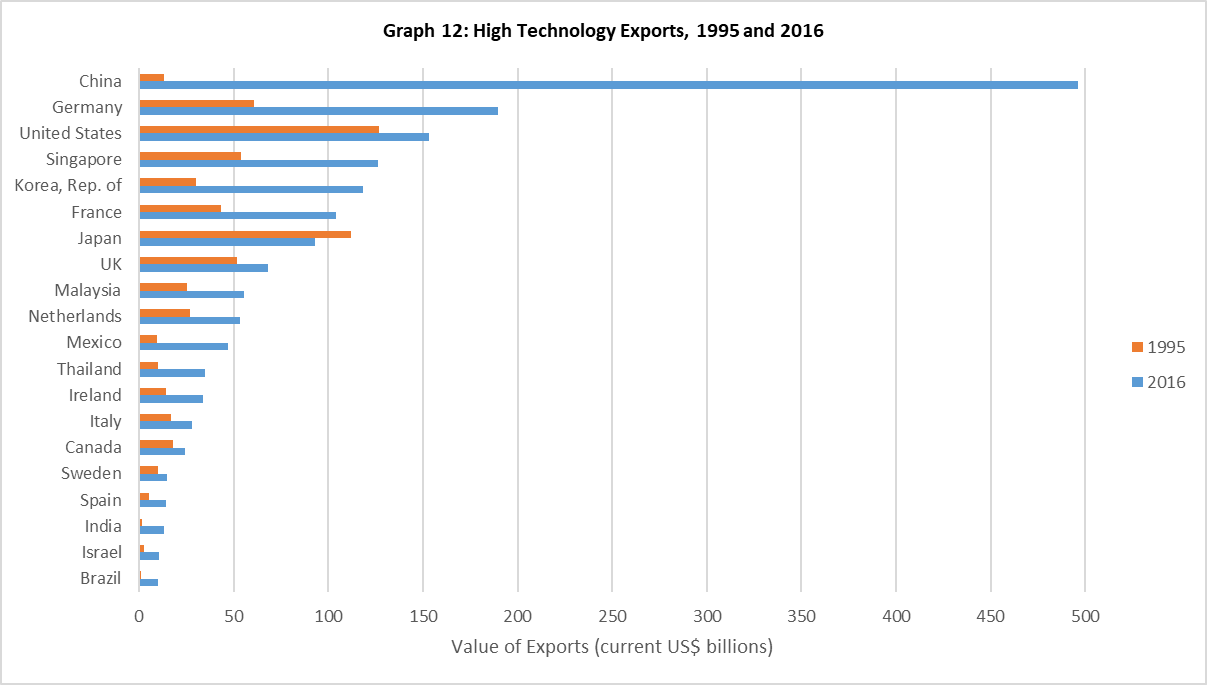 Graph 12: High Technology Exports, 1995 and 2016
China
Germany
United States
Singapore
Korea, Rep. of
France
Japan
UK
Malaysia
Netherlands
Mexico
Thailand
Ireland
Italy
Canada
Sweden
Spain
India
Israel
Brazil
1995
2016
0 50 100 150 200 250 300 350 400 450 500
Value of Exports (current US$ billions)